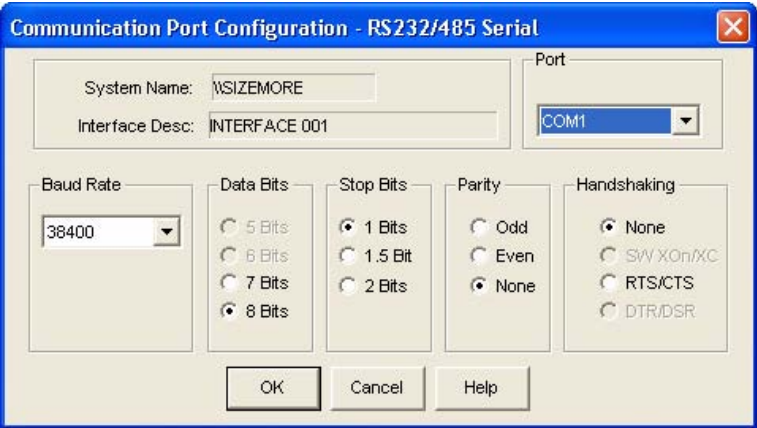 Communication Port Configuration - RS232/485 Serial
Port
System Name: \\SIZEMORE
COM1
Interface Desc: INTERFACE 001
Baud Rate Data Bits Stop Bits Parity Handshaking
38400 5 Bits 1 Bits Odd None
6 Bits 1.5 Bit Even SW XOn/XC
7 Bits 2 Bits None RTS/CTS
8 Bits DTR/DSR
OK Cancel Help